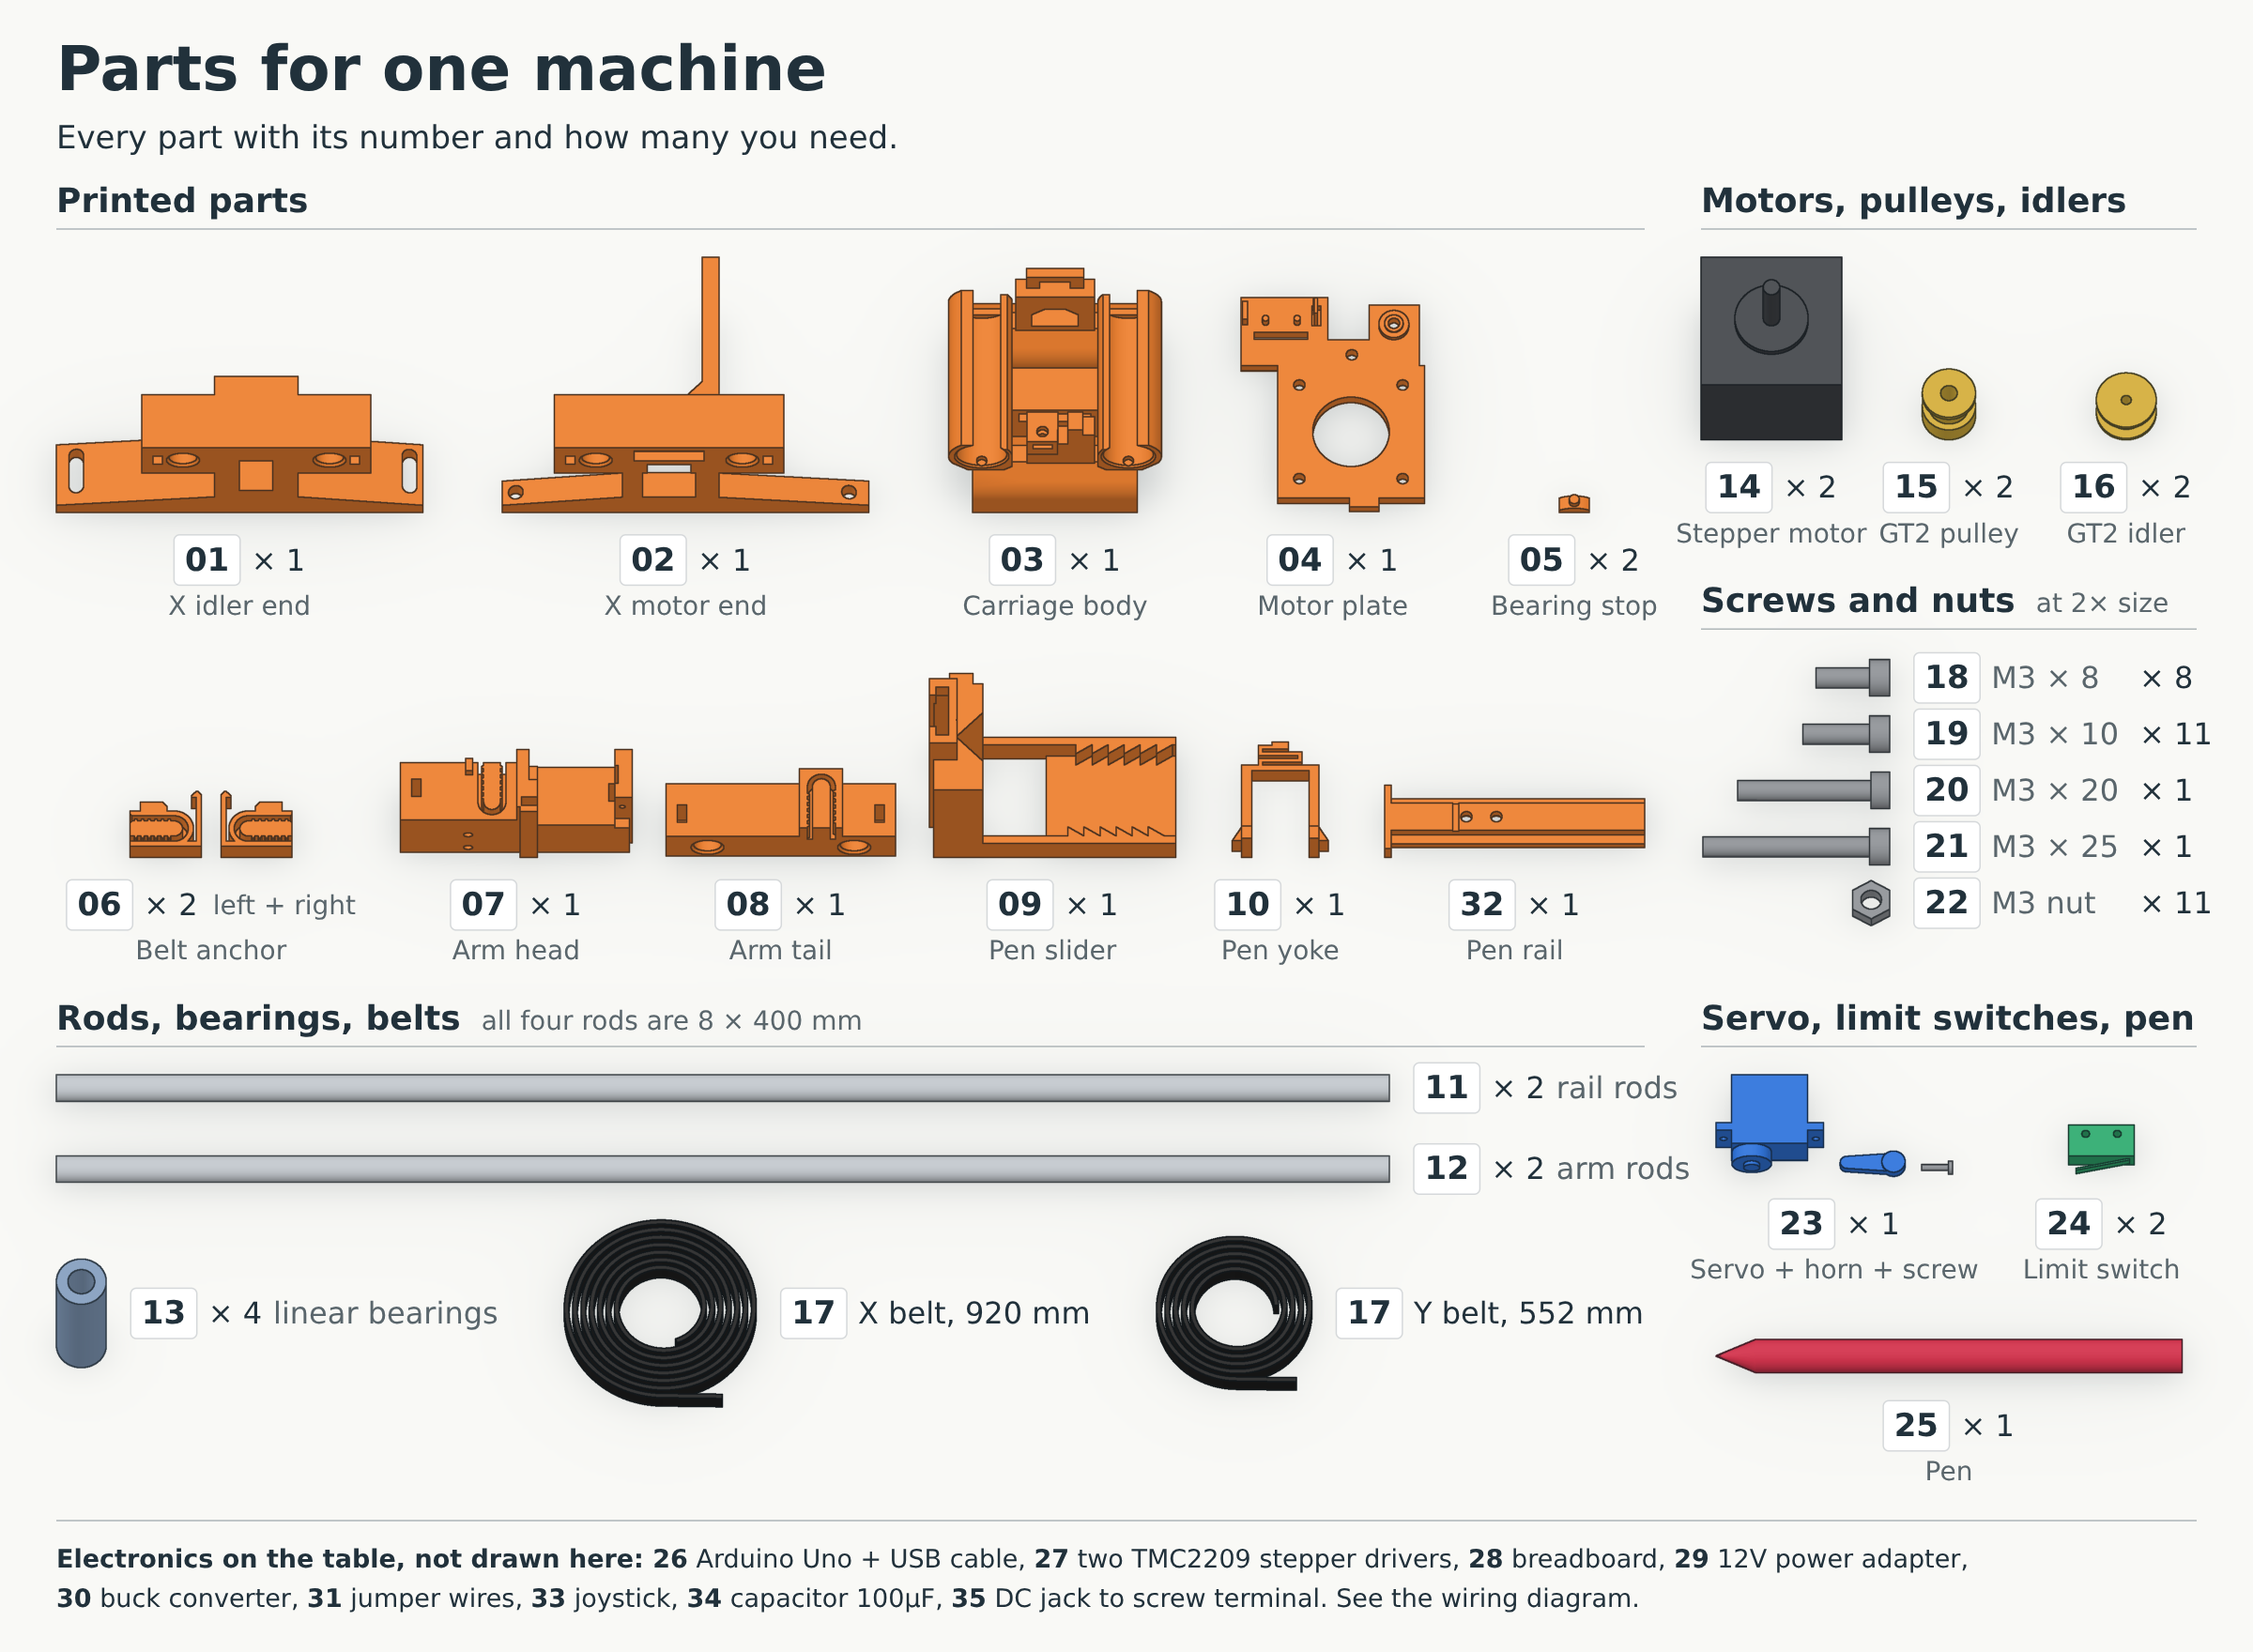 Parts for one machine
Every part with its number and how many you need.
Printed parts
01 × 1
X idler end
02 × 1
X motor end
03 × 1
Carriage body
04 × 1
Motor plate
05 × 2
Bearing stop
06 × 2 left + right
Belt anchor
07 × 1
Arm head
08 × 1
Arm tail
09 × 1
Pen slider
10 × 1
Pen yoke
32 × 1
Pen rail
Motors, pulleys, idlers
14 × 2
Stepper motor
15 × 2
GT2 pulley
16 × 2
GT2 idler
Screws and nuts at 2× size
18 M3 × 8 × 8
19 M3 × 10 × 11
20 M3 × 20 × 1
21 M3 × 25 × 1
22 M3 nut × 11
Rods, bearings, belts all four rods are 8 × 400 mm
11 × 2 rail rods
12 × 2 arm rods
13 × 4 linear bearings
17 X belt, 920 mm
17 Y belt, 552 mm
Servo, limit switches, pen
23 × 1
Servo + horn + screw
24 × 2
Limit switch
25 × 1
Pen
Electronics on the table, not drawn here: 26 Arduino Uno + USB cable, 27 two TMC2209 stepper drivers, 28 breadboard, 29 12V power adapter,
30 buck converter, 31 jumper wires, 33 joystick, 34 capacitor 100µF, 35 DC jack to screw terminal. See the wiring diagram.